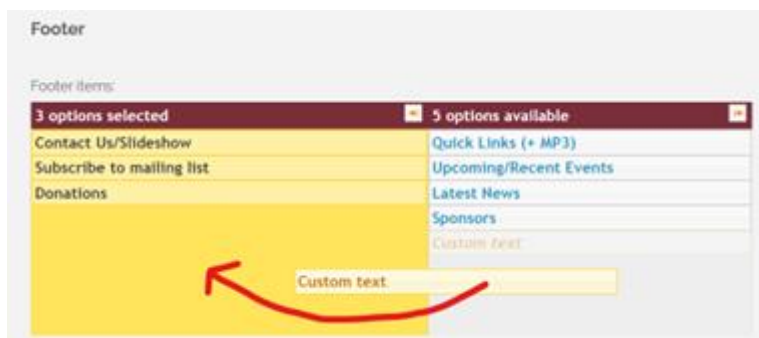 Footer
Footer items:
3 options selected
Contact Us/Slideshow
Subscribe to mailing list
Donations
5 options available
Quick Links (+ MP3)
Upcoming/Recent Events
Latest News
Sponsors
Custom text
Custom text